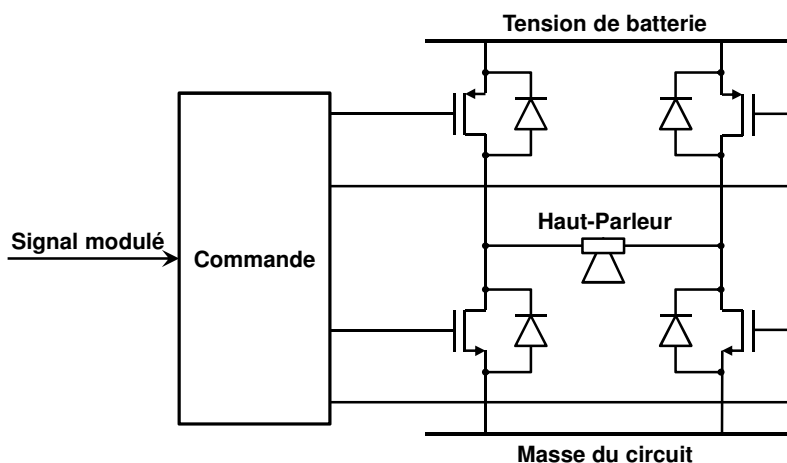 Tension de batterie
Haut-Parleur
Signal modulé
Commande
Masse du circuit